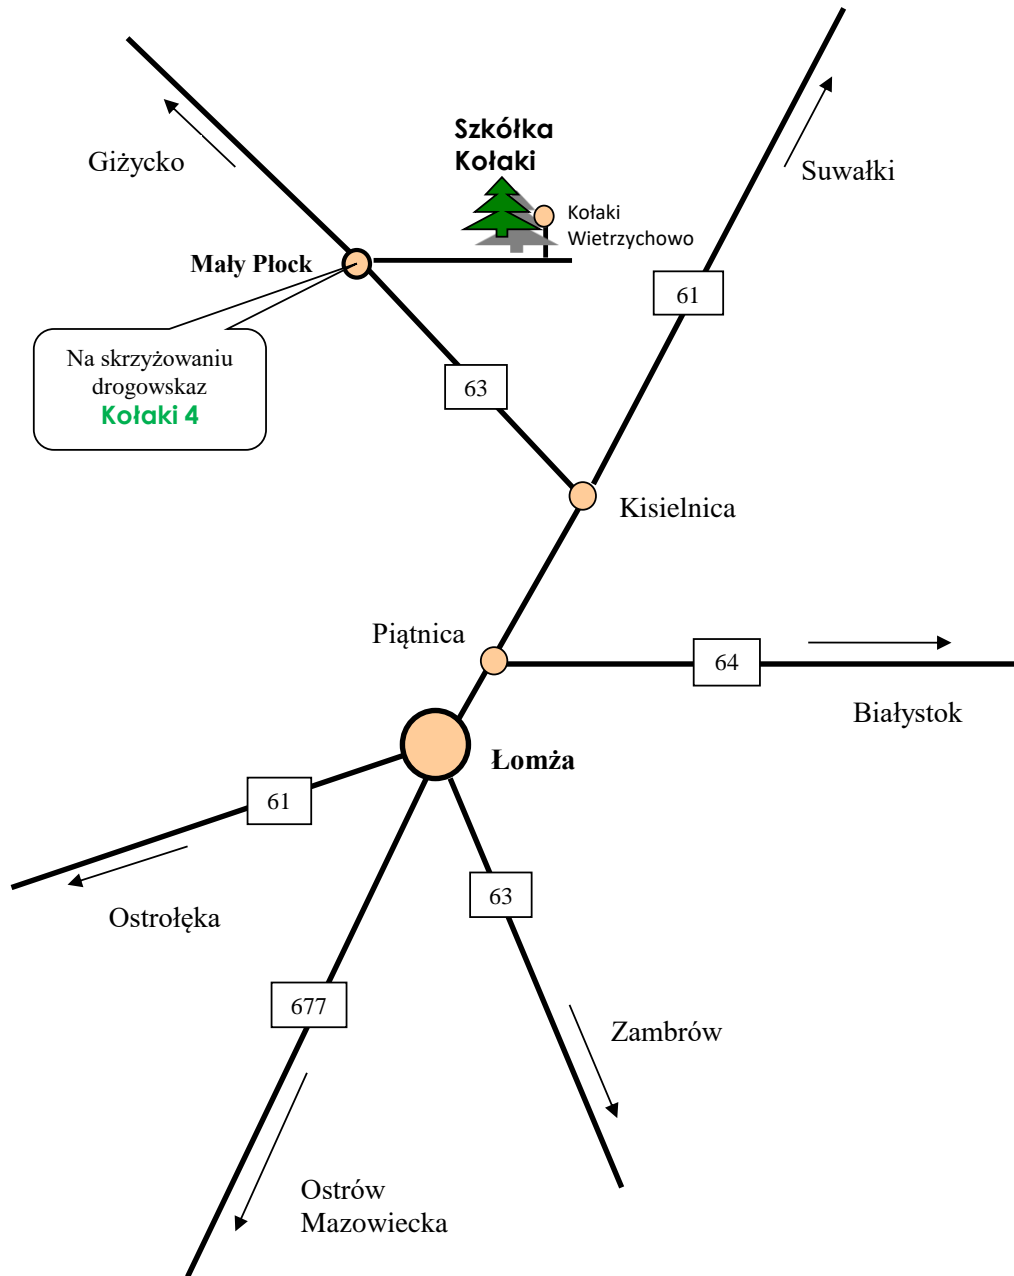 Szkółka
Kołaki
Giżycko
Suwałki
Kołaki
Wietrzychowo
Mały Płock
61
Na skrzyżowaniu
drogowskaz
Kołaki 4
63
Kisielnica
Piątnica
64
Białystok
Łomża
61
63
Ostrołęka
677
Zambrów
Ostrów
Mazowiecka